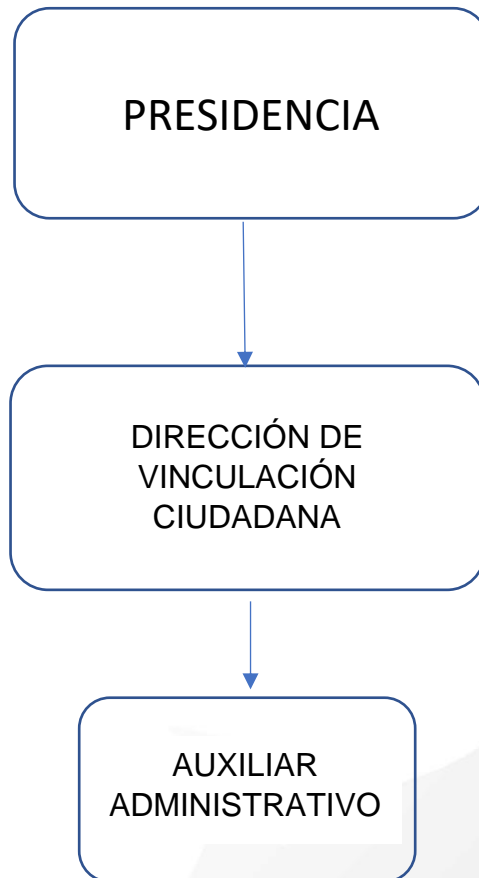 PRESIDENCIA
DIRECCIÓN DE
VINCULACIÓN
CIUDADANA
AUXILIAR
ADMINISTRATIVO